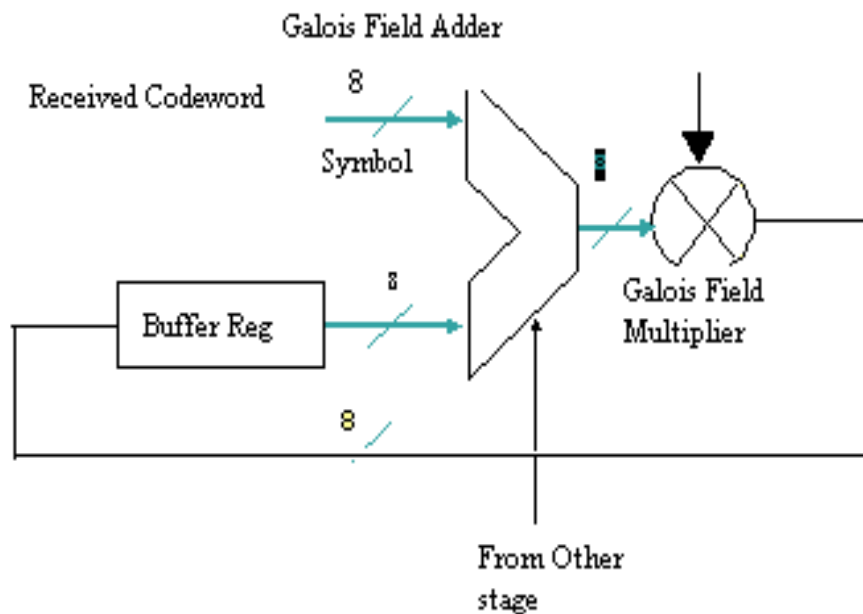 Galois Field Adder
8
Received Codeword
Symbol
8
8
Galois Field
Multiplier
Buffer Reg
8
From Other
stage